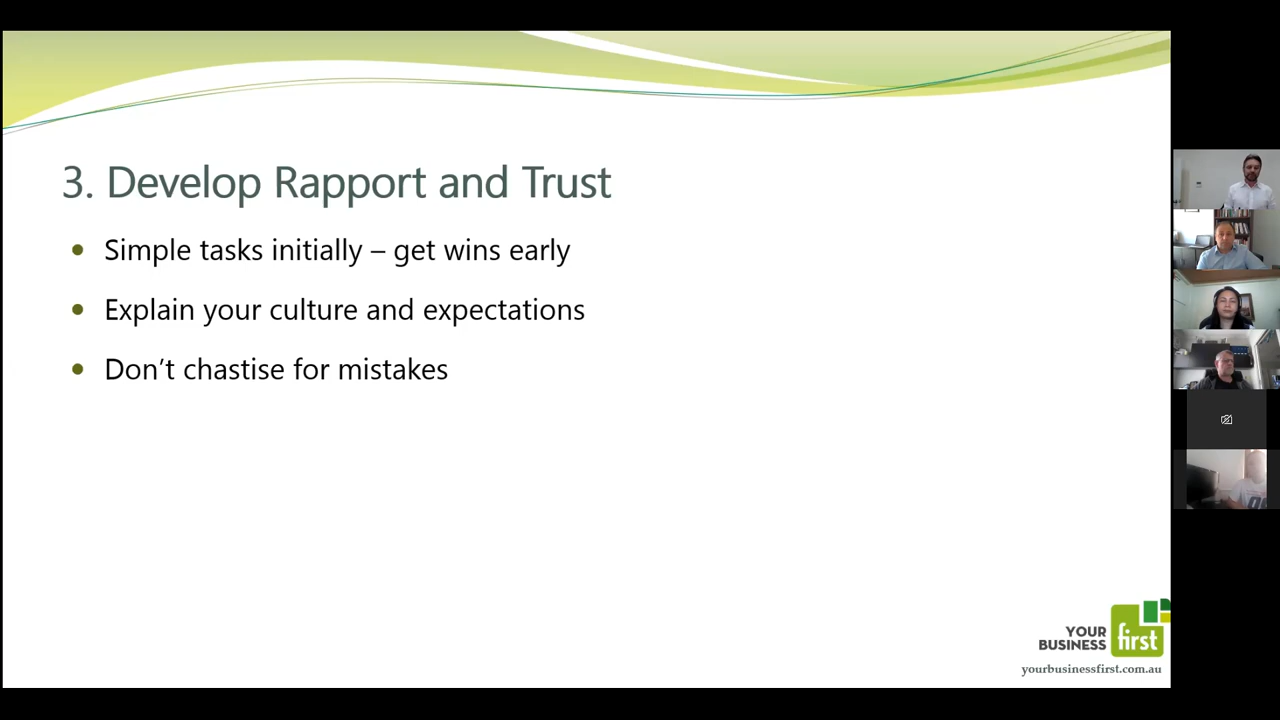 3. Develop Rapport and Trust
Simple tasks initially – get wins early
Explain your culture and expectations
Don’t chastise for mistakes
YOUR
BUSINESS
first
yourbusinessfirst.com.au